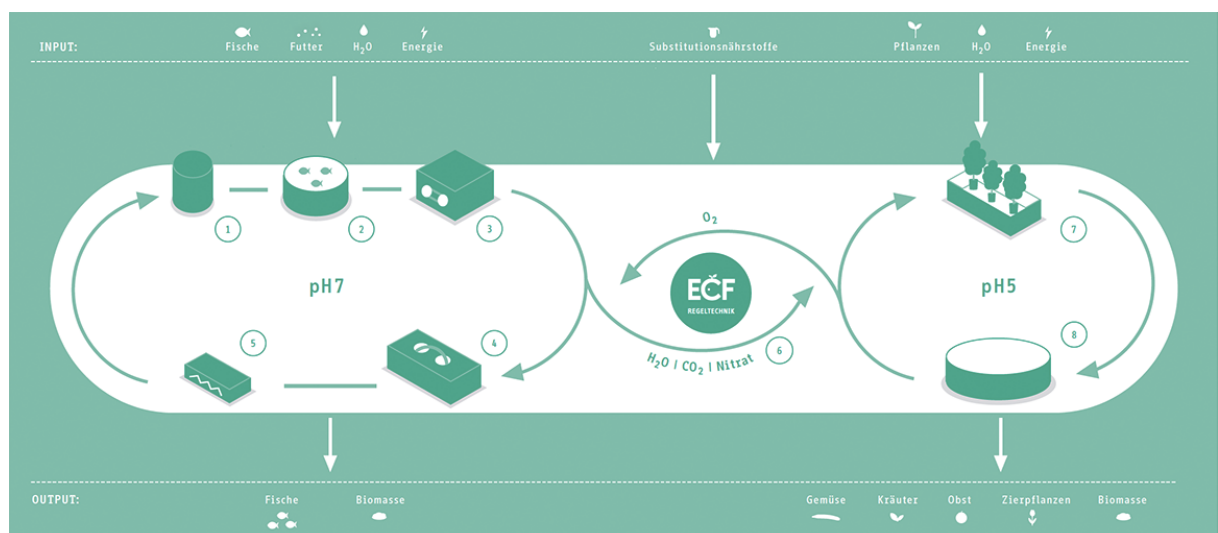 INPUT:
Fische
Futter
H₂O
Energie
Substitutionsnährstoffe
Pflanzen
H₂O
Energie
1
2
3
O₂
7
pH7
EČF
REGELTECHNIK
pH5
5
4
H₂O | CO₂ | Nitrat
6
8
OUTPUT:
Fische
Biomasse
Gemüse
Kräuter
Obst
Zierpflanzen
Biomasse